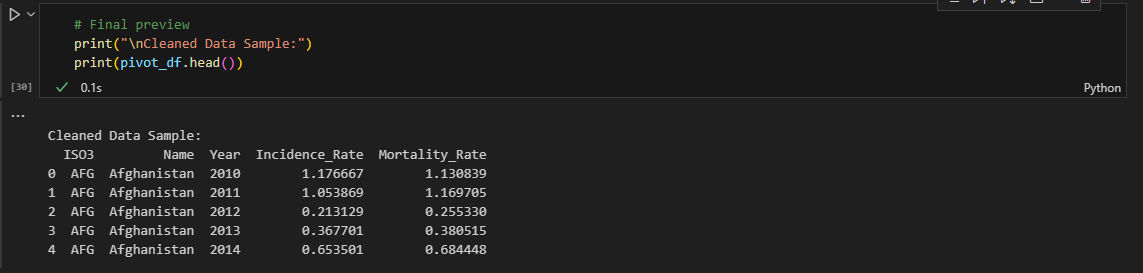 # Final preview
print("\nCleaned Data Sample:")
print(pivot_df.head())
[30] 0.1s Python
...
Cleaned Data Sample:
  ISO3         Name  Year  Incidence_Rate  Mortality_Rate
0  AFG  Afghanistan  2010        1.176667        1.130839
1  AFG  Afghanistan  2011        1.053869        1.169705
2  AFG  Afghanistan  2012        0.213129        0.255330
3  AFG  Afghanistan  2013        0.367701        0.380515
4  AFG  Afghanistan  2014        0.653501        0.684448